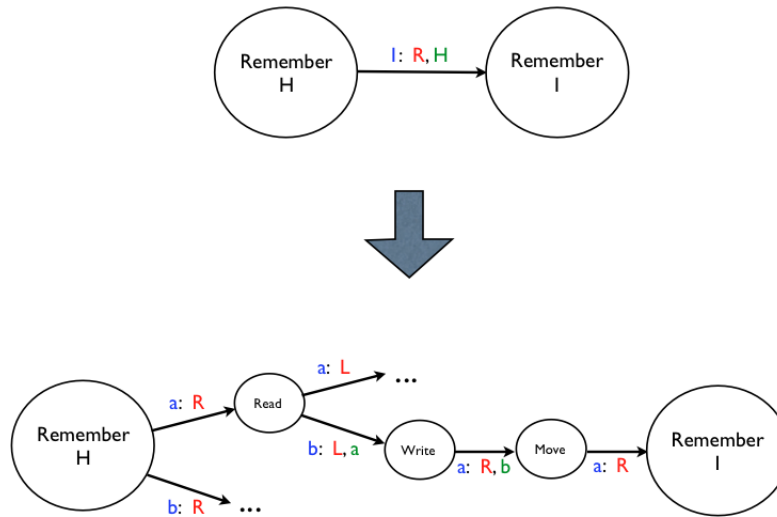 I: R, H
Remember
H
Remember
I
a: L
...
a: R
Read
Remember
H
b: L, a
Write
a: R, b
Move
a: R
Remember
I
b: R
...